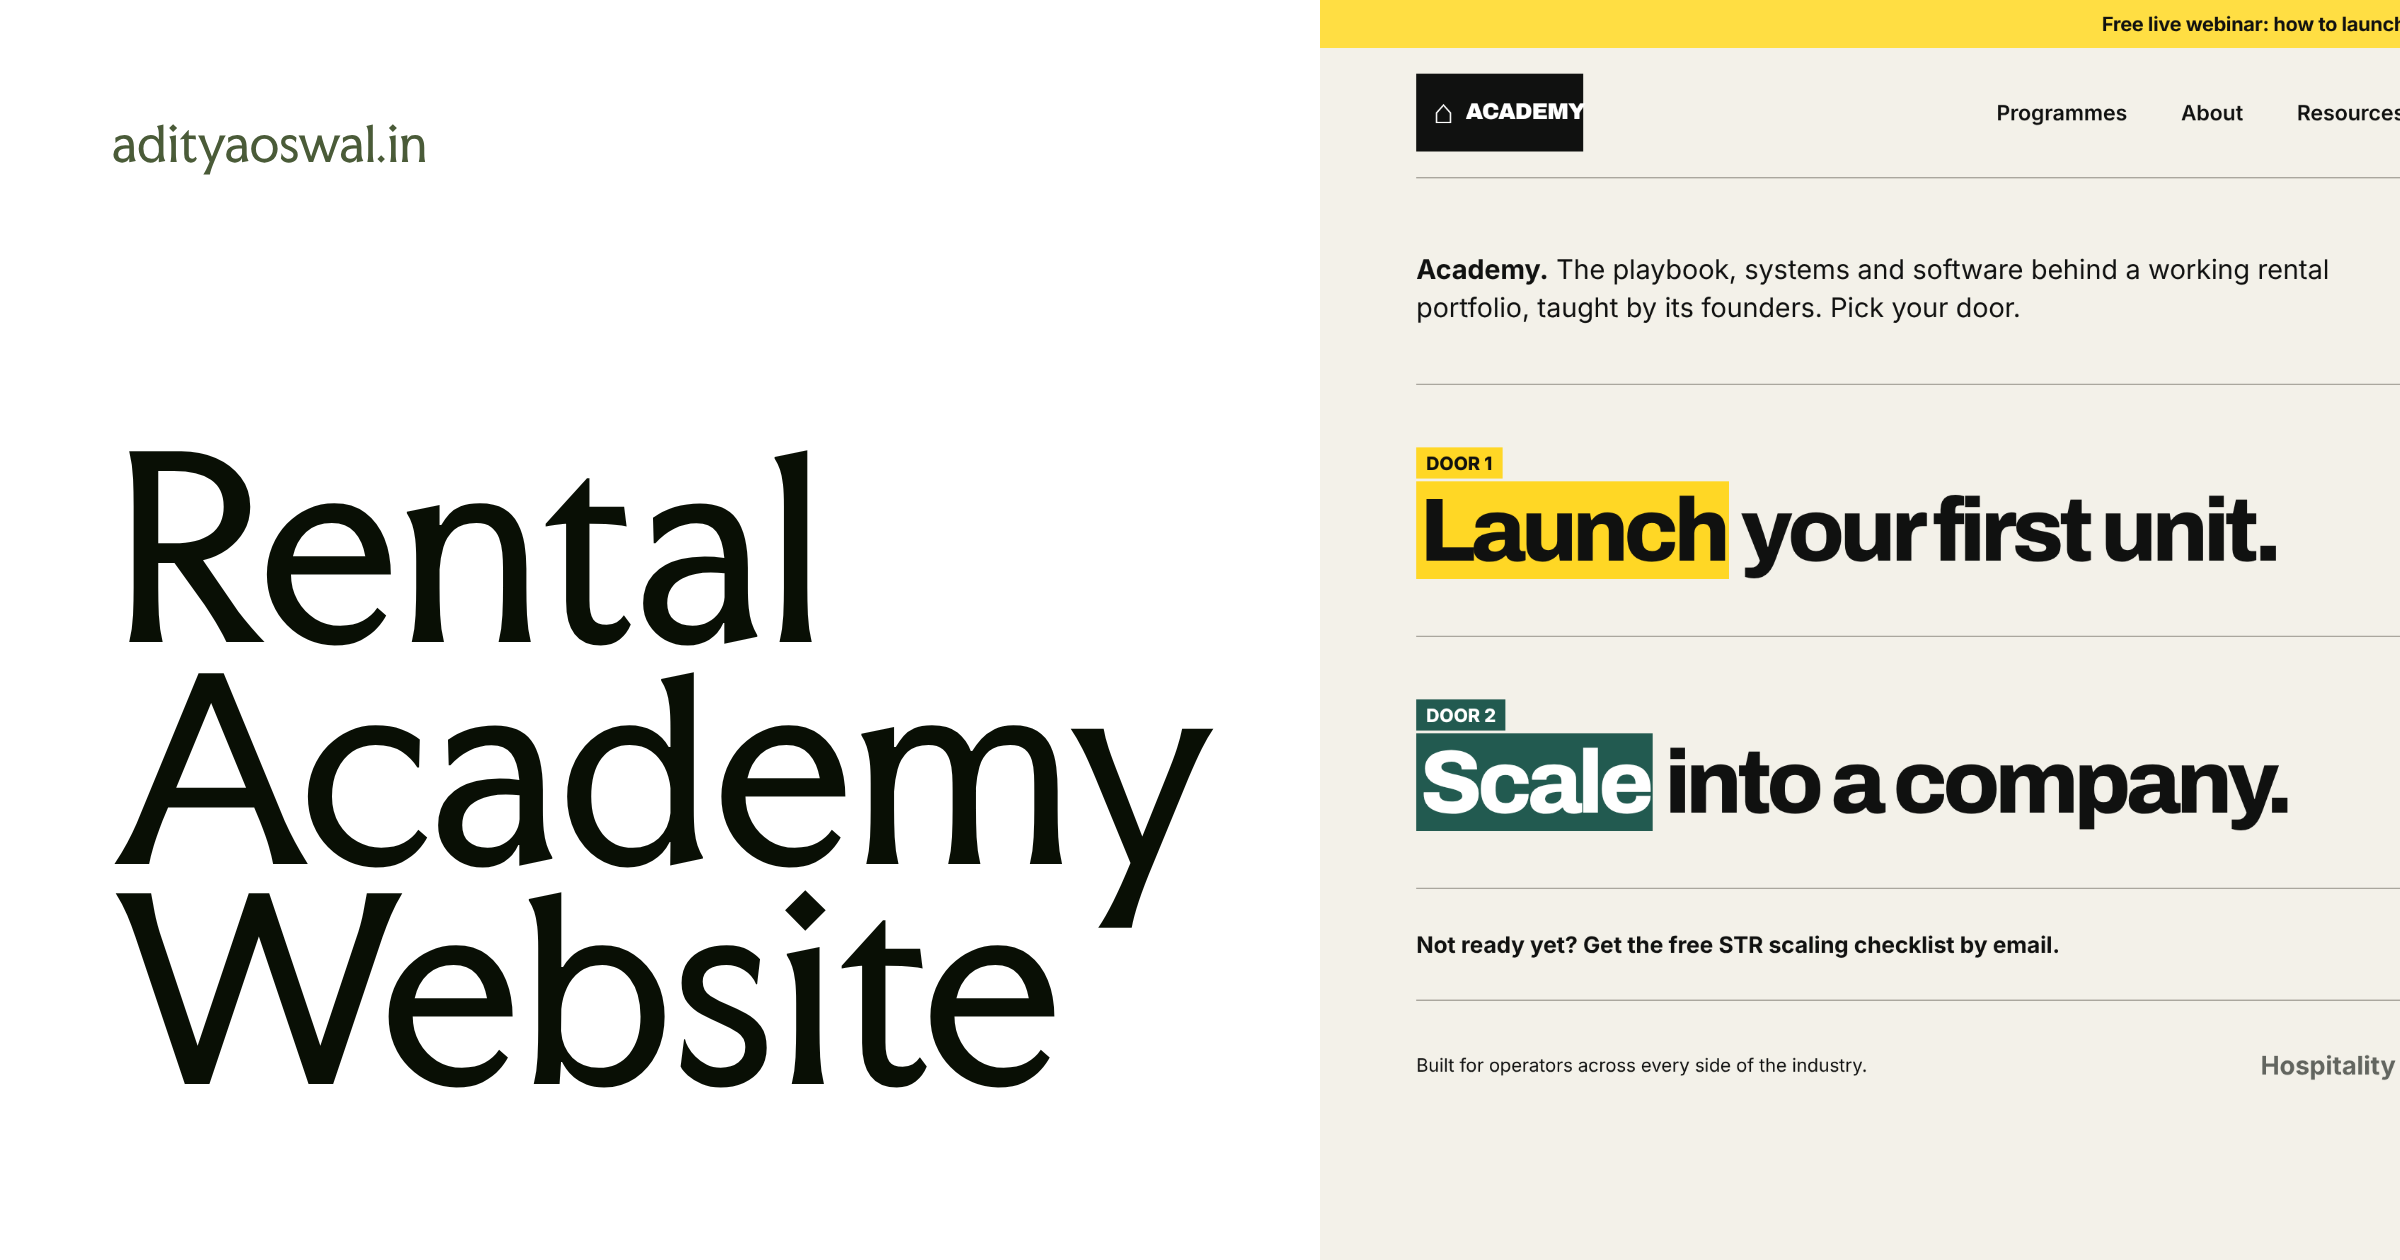 adityaoswal.in
Rental
Academy
Website
Free live webinar: how to launch
ACADEMY
Programmes About Resources
Academy. The playbook, systems and software behind a working rental
portfolio, taught by its founders. Pick your door.
DOOR 1
Launch your first unit.
DOOR 2
Scale into a company.
Not ready yet? Get the free STR scaling checklist by email.
Built for operators across every side of the industry.
Hospitality